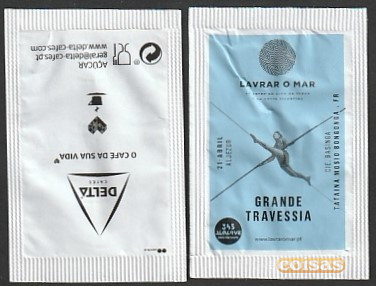 www.delta-cafes.com
geral@delta-cafes.pt
AÇÚCAR
O CAFÉ DA SUA VIDA®
DELTA
CAFÉS
LAVRAR O MAR
21 ABRIL
ALJEZUR
CIE BASINGA
TATAINA MOSIO BONGONGA · FR
GRANDE
TRAVESSIA
www.lavraromar.pt
coisas